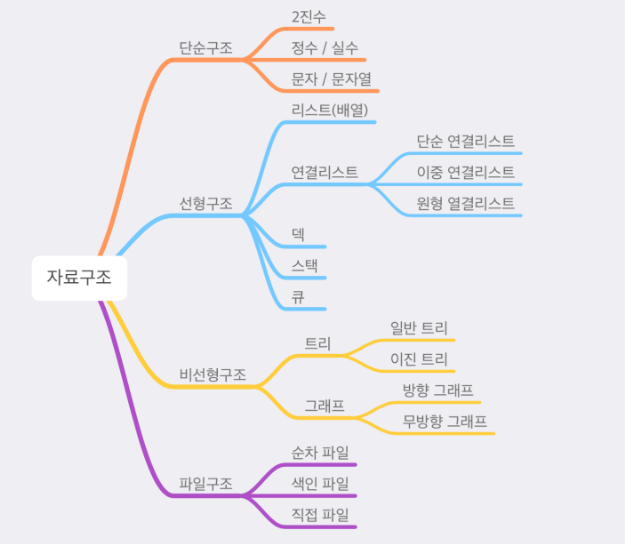 자료구조
단순구조
2진수
정수 / 실수
문자 / 문자열
선형구조
리스트(배열)
연결리스트
단순 연결리스트
이중 연결리스트
원형 열결리스트
덱
스택
큐
비선형구조
트리
일반 트리
이진 트리
그래프
방향 그래프
무방향 그래프
파일구조
순차 파일
색인 파일
직접 파일